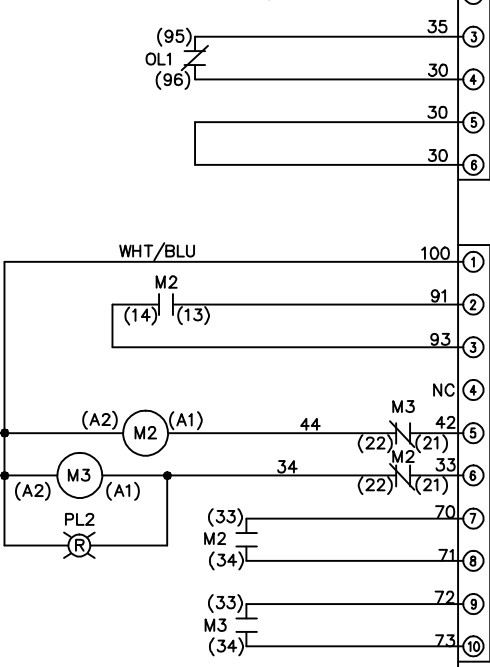 35
(95)
3
OL1
30
(96)
4
30
5
30
6
WHT/BLU
100
1
M2
91
2
(14)
(13)
93
3
NC
4
M3
(A2)
M2
(A1)
44
42
5
(22)
(21)
M2
33
34
6
M3
(A2)
(A1)
(22)
(21)
PL2
R
(33)
70
7
M2
(34)
71
8
(33)
72
9
M3
(34)
73
10